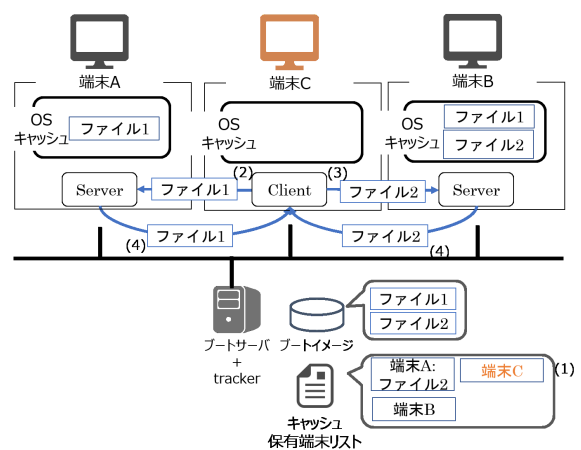 端末A
端末C
端末B
OS
キャッシュ
ファイル1
OS
キャッシュ
OS
キャッシュ
ファイル1
ファイル2
Server
(2)
ファイル1
Client
(3)
ファイル2
Server
(4)
ファイル1
ファイル2
(4)
ブートサーバ
+
tracker
ブートイメージ
ファイル1
ファイル2
キャッシュ
保有端末リスト
端末A:
ファイル2
端末C
(1)
端末B